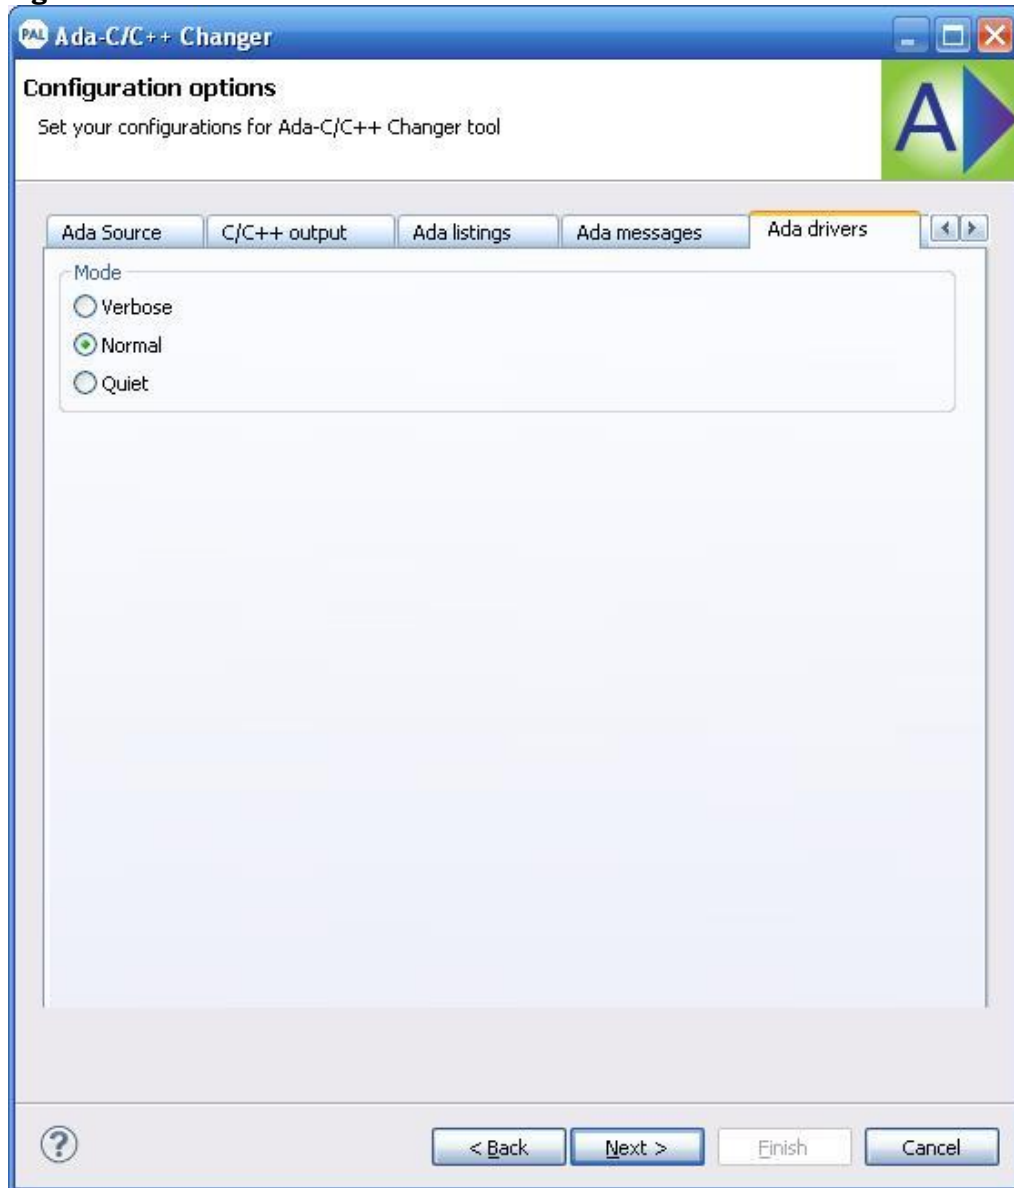 PAL Ada-C/C++ Changer
Configuration options
Set your configurations for Ada-C/C++ Changer tool
A
Ada Source C/C++ output Ada listings Ada messages Ada drivers
Mode
Verbose
Normal
Quiet
? < Back Next > Finish Cancel